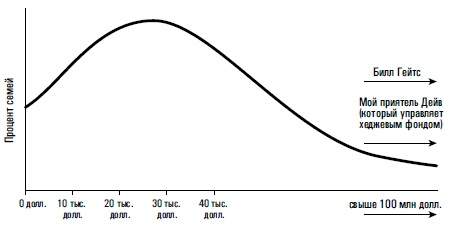 Процент семей
Билл Гейтс
Мой приятель Дейв
(который управляет
хеджевым фондом)
0 долл.
10 тыс.
долл.
20 тыс.
долл.
30 тыс.
долл.
40 тыс.
долл.
свыше 100 млн долл.